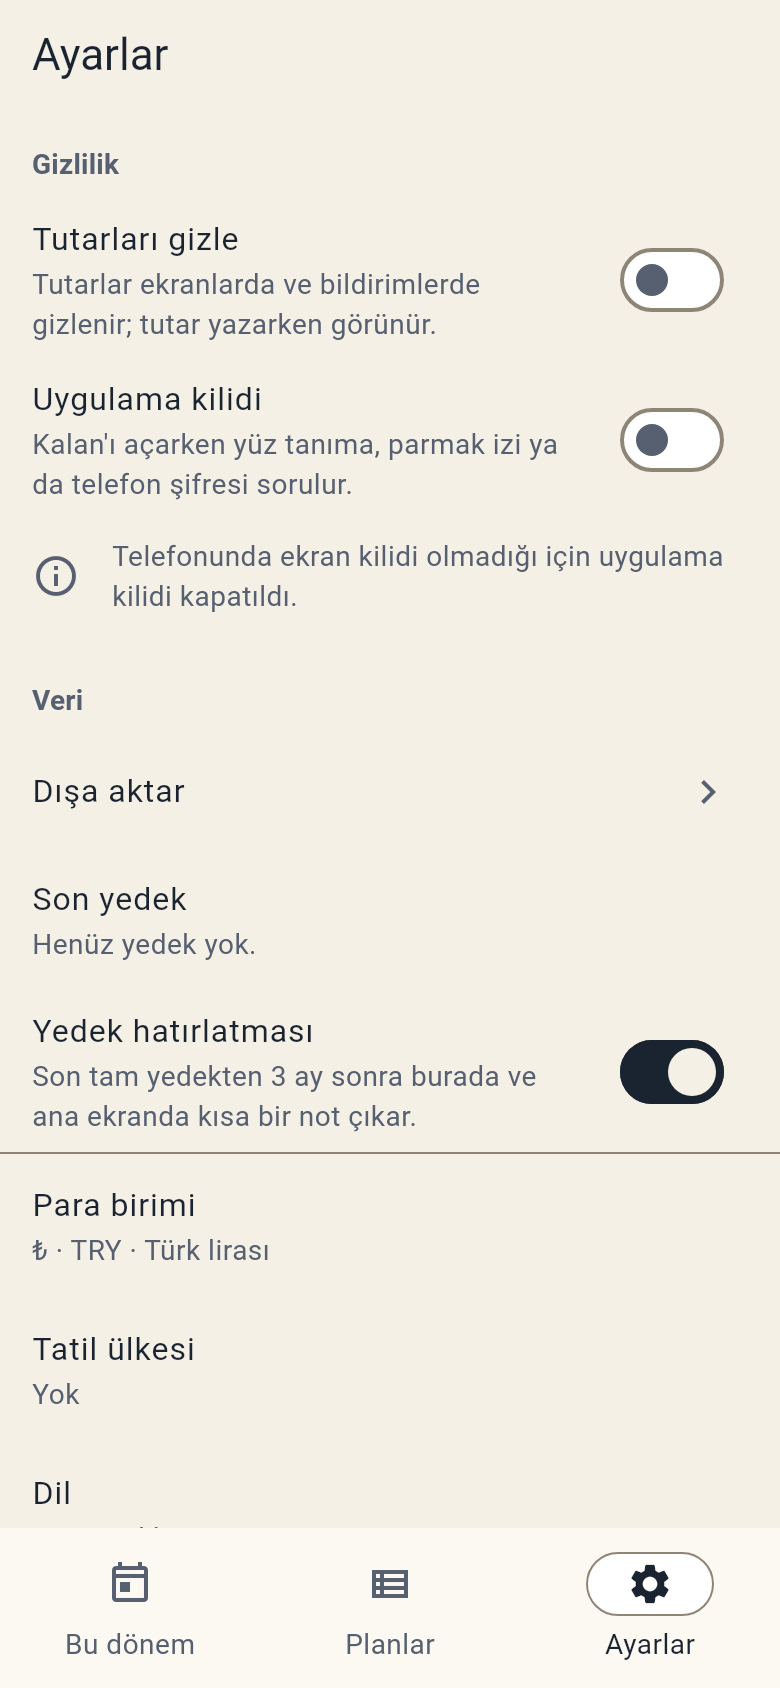 Ayarlar
Gizlilik
Tutarları gizle
Tutarlar ekranlarda ve bildirimlerde
gizlenir; tutar yazarken görünür.
Uygulama kilidi
Kalan'ı açarken yüz tanıma, parmak izi ya
da telefon şifresi sorulur.
Telefonunda ekran kilidi olmadığı için uygulama
kilidi kapatıldı.
Veri
Dışa aktar
Son yedek
Henüz yedek yok.
Yedek hatırlatması
Son tam yedekten 3 ay sonra burada ve
ana ekranda kısa bir not çıkar.
Para birimi
₺ · TRY · Türk lirası
Tatil ülkesi
Yok
Dil
Bu dönem
Planlar
Ayarlar